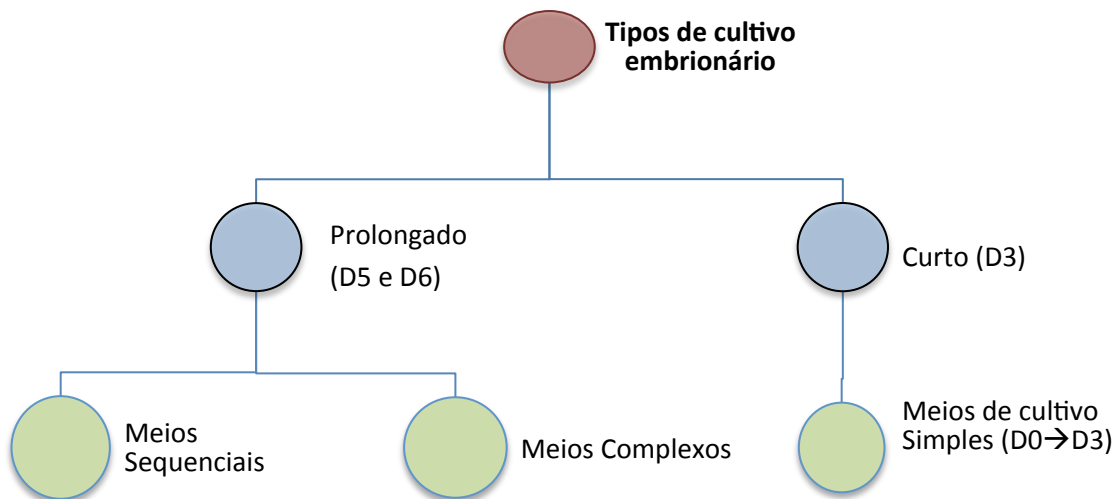 Tipos de cultivo
embrionário
Prolongado
(D5 e D6)
Curto (D3)
Meios
Sequenciais
Meios Complexos
Meios de cultivo
Simples (D0→D3)